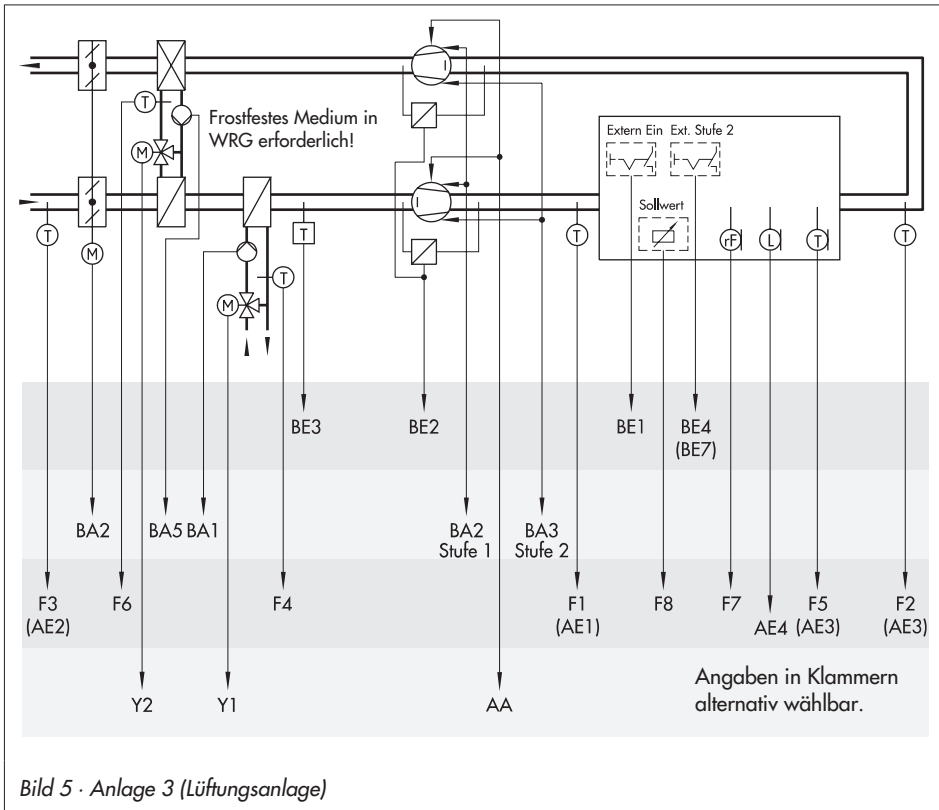 Extern Ein Ext. Stufe 2
T
Frostfestes Medium in
WRG erforderlich!
M
Sollwert
T
M
T
T
T
rF
L
T
T
M
BE3
BE2
BE1
BE4
(BE7)
BA2
BA5 BA1
BA2
Stufe 1
BA3
Stufe 2
F3
(AE2)
F6
F4
F1
(AE1)
F8
F7
AE4
F5
(AE3)
F2
(AE3)
Y2
Y1
AA
Angaben in Klammern
alternativ wählbar.
Bild 5 · Anlage 3 (Lüftungsanlage)